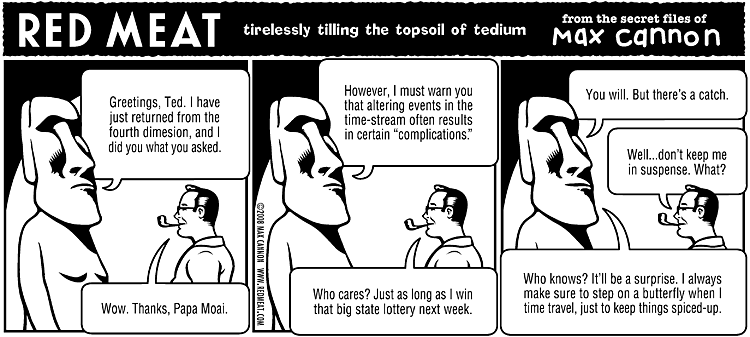 RED MEAT
tirelessly tilling the topsoil of tedium
from the secret files of
Max Cannon
Greetings, Ted. I have
just returned from the
fourth dimesion, and I
did you what you asked.
Wow. Thanks, Papa Moai.
However, I must warn you
that altering events in the
time-stream often results
in certain “complications.”
Who cares? Just as long as I win
that big state lottery next week.
©2008 MAX CANNON WWW.REDMEAT.COM
You will. But there's a catch.
Well...don't keep me
in suspense. What?
Who knows? It'll be a surprise. I always
make sure to step on a butterfly when I
time travel, just to keep things spiced-up.